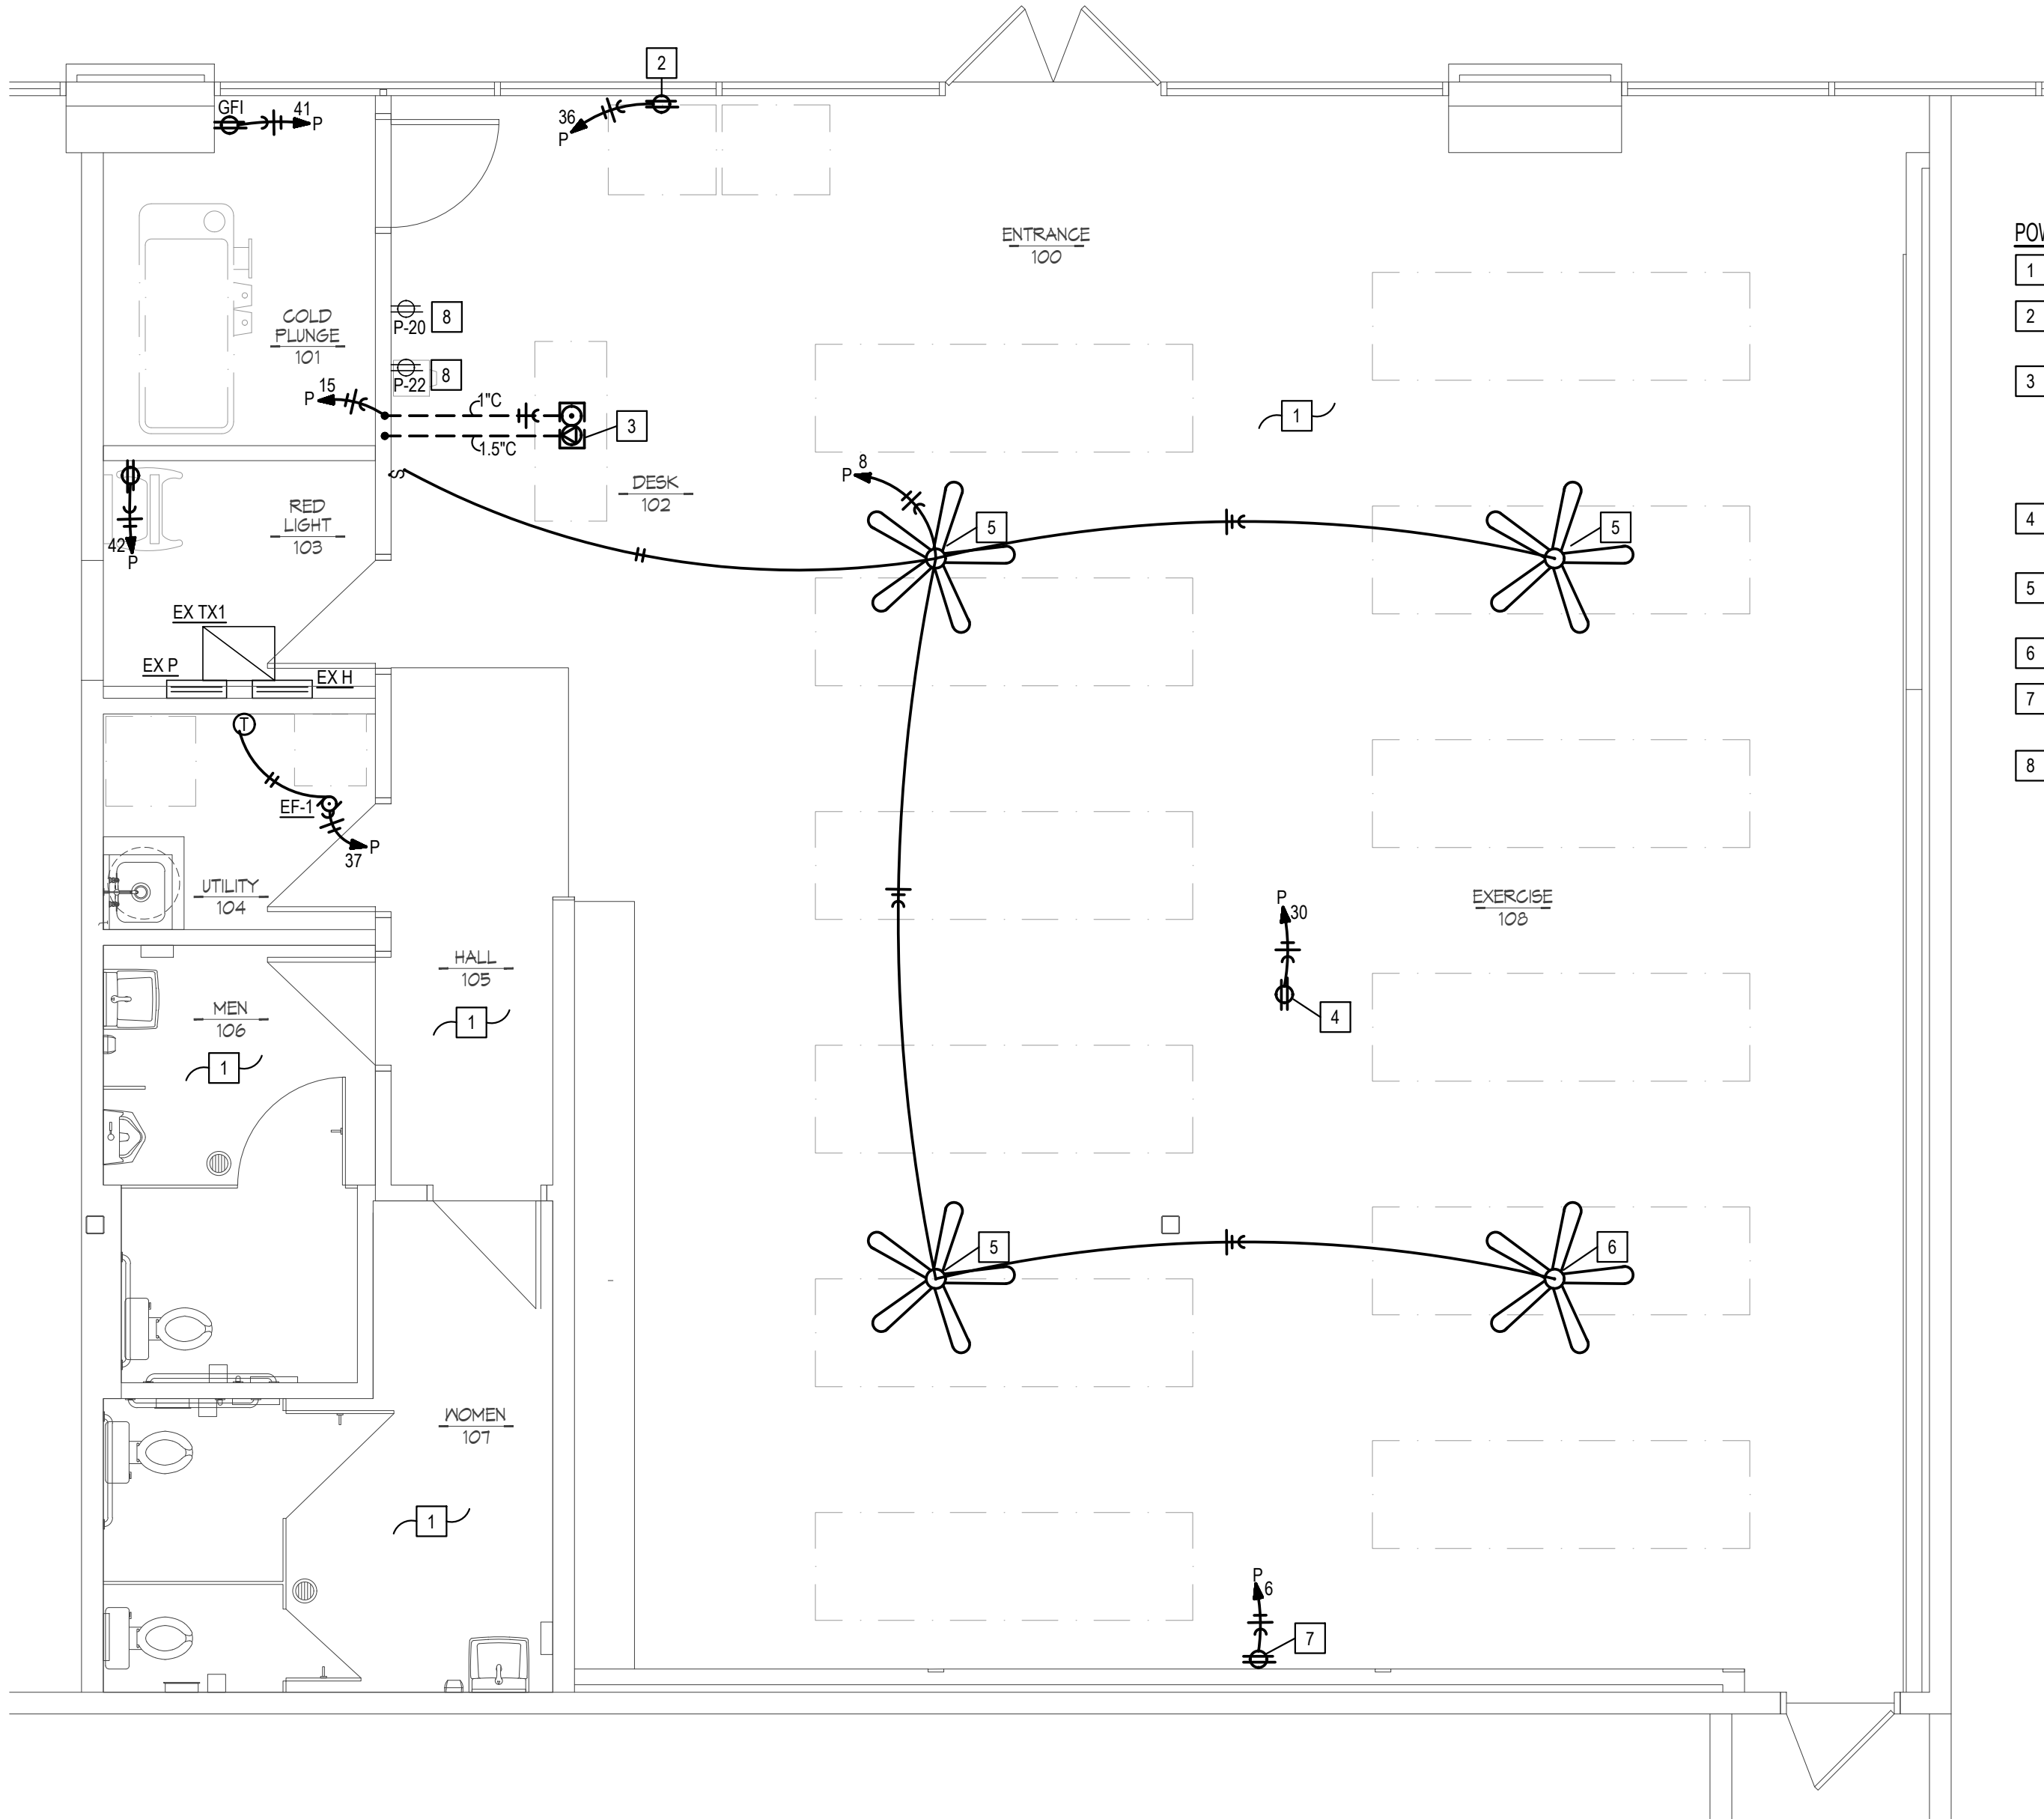 2
GFI
41
P
36
P
ENTRANCE
100
POW
1
2
3
4
5
6
7
8
COLD
PLUNGE
101
P-20
8
P-22
8
15
P
1"C
1.5"C
3
1
S
DESK
102
8
P
5
5
RED
LIGHT
103
42
P
EX TX1
EX P
EX H
T
EF-1
P
37
UTILITY
104
P
30
EXERCISE
108
4
HALL
105
1
MEN
106
1
5
6
WOMEN
107
1
P
6
7